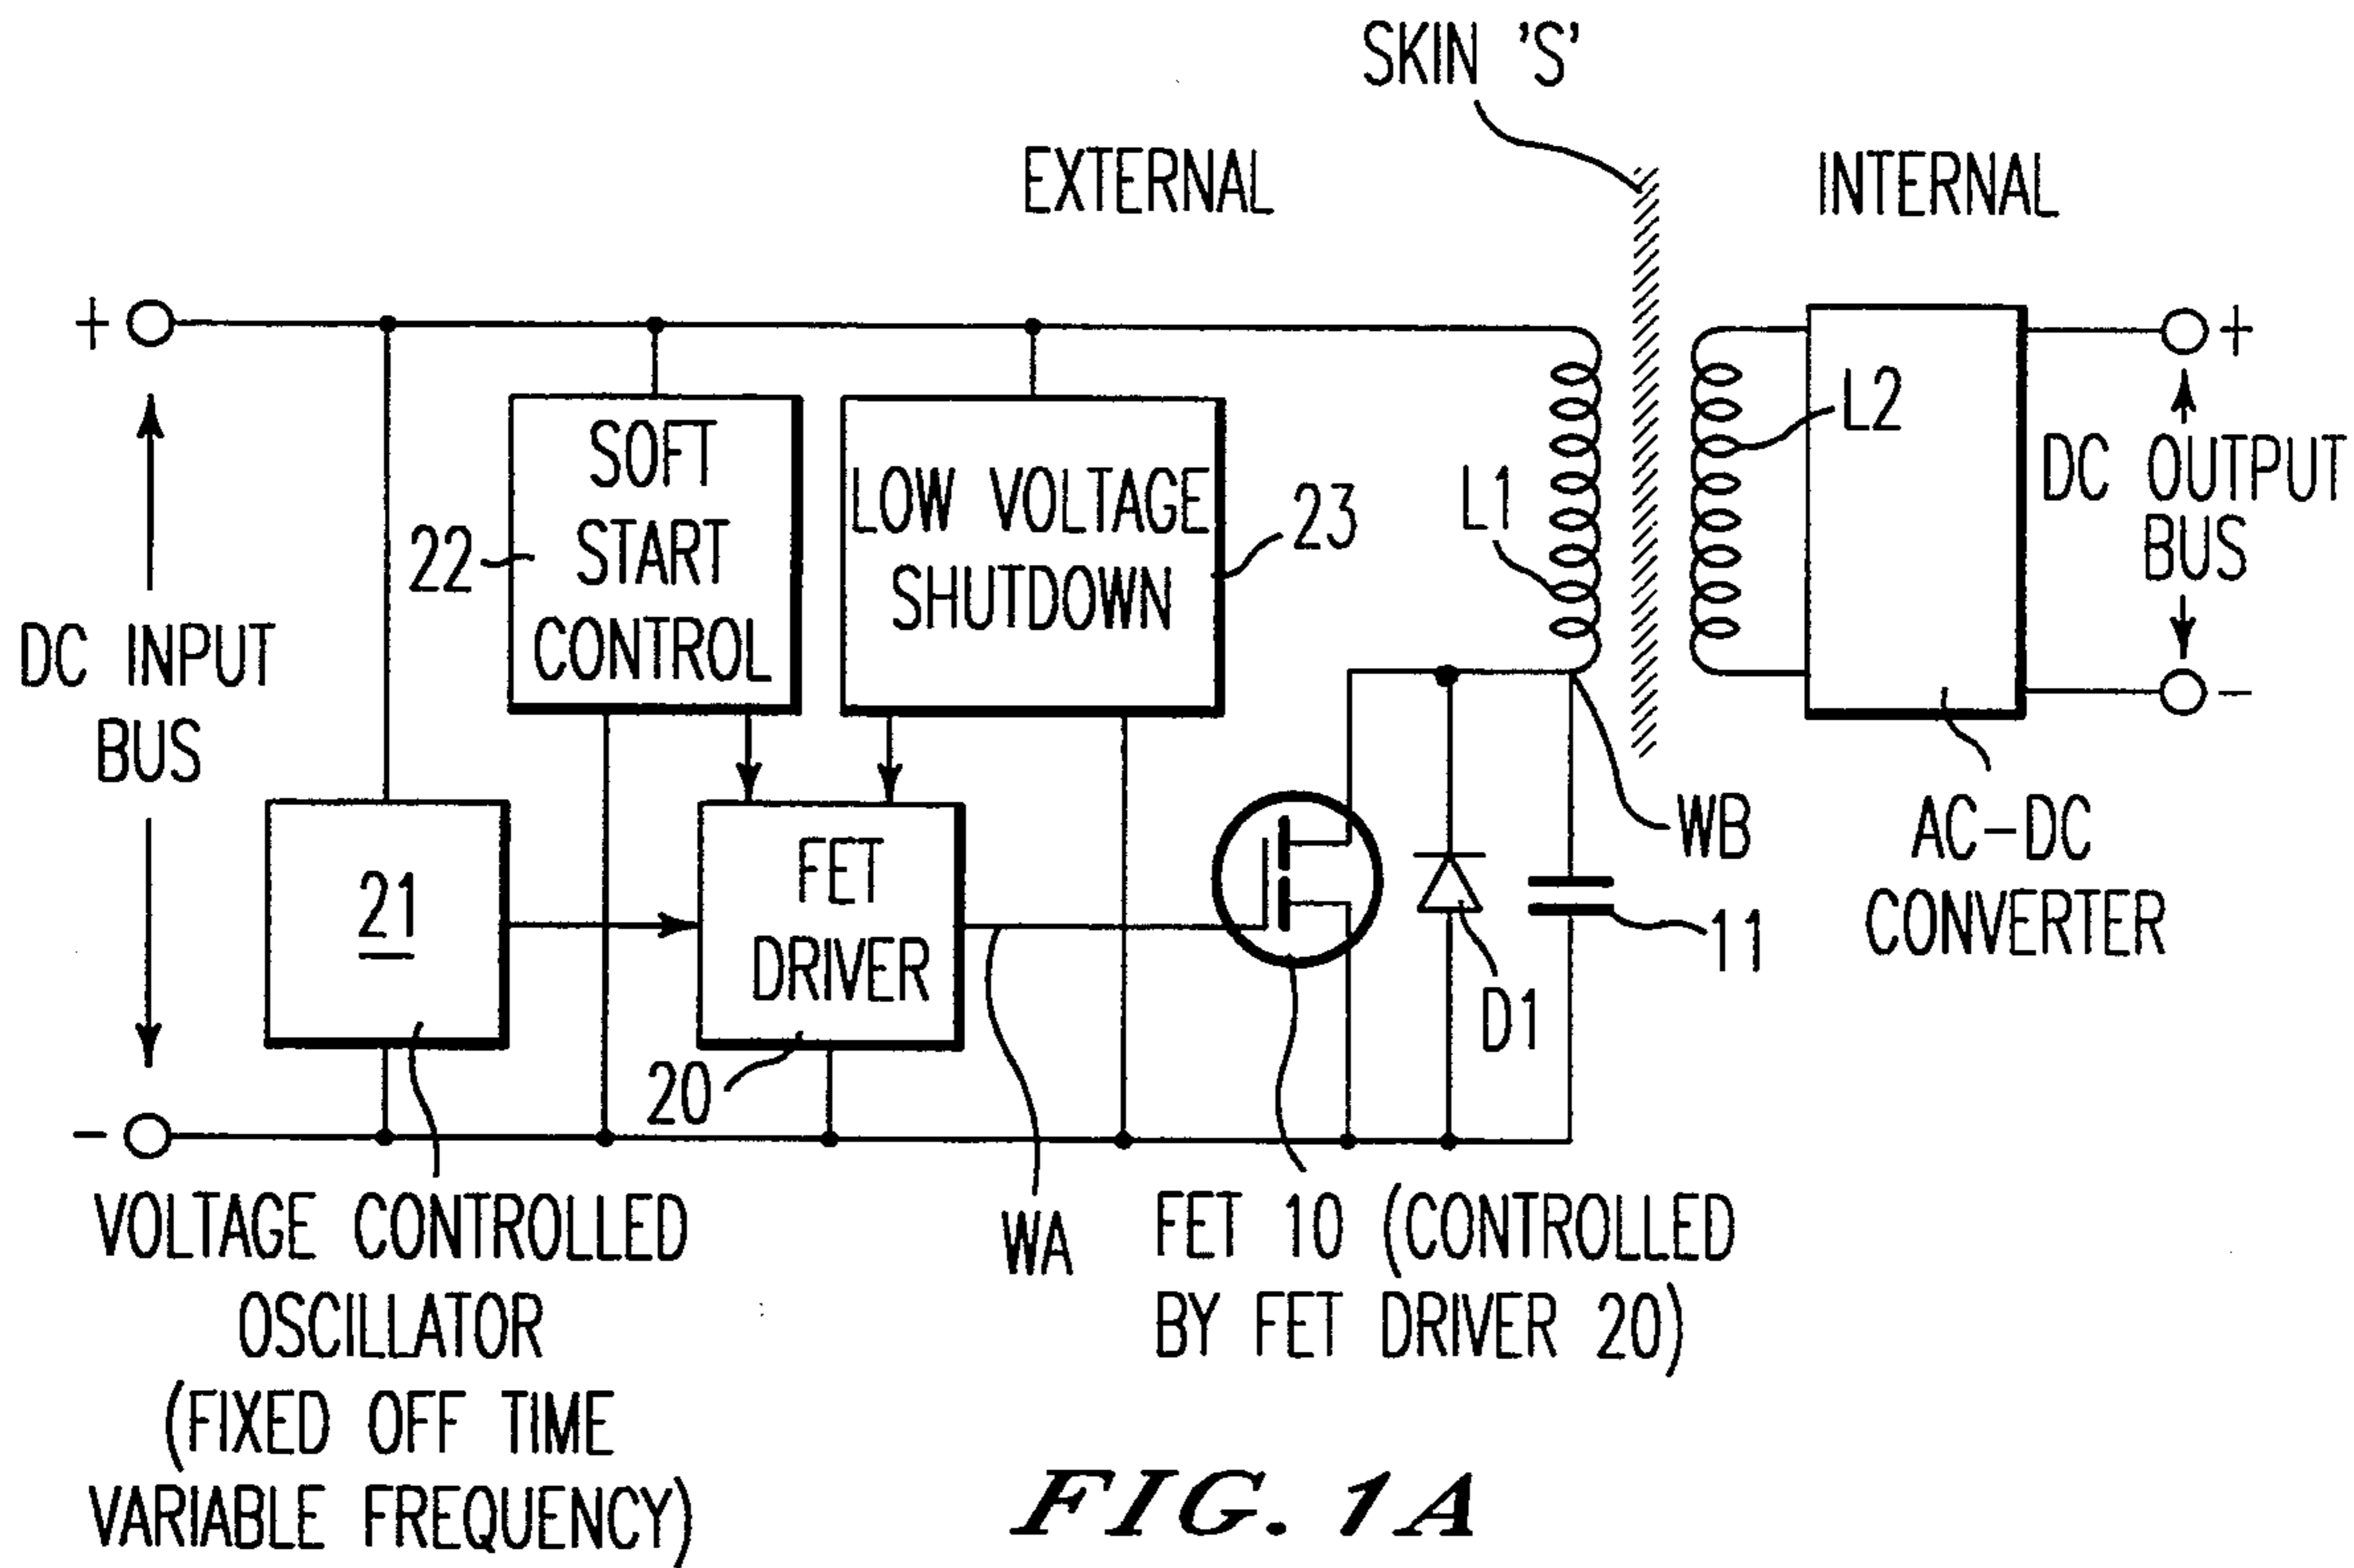 SKIN 'S'
EXTERNAL
INTERNAL
+
+
SOFT
START
CONTROL
22
LOW VOLTAGE
SHUTDOWN
23
L1
L2
DC OUTPUT
BUS
DC INPUT
BUS
-
WB
AC-DC
CONVERTER
21
FET
DRIVER
20
D1
11
-
VOLTAGE CONTROLLED
OSCILLATOR
(FIXED OFF TIME
VARIABLE FREQUENCY)
WA
FET 10 (CONTROLLED
BY FET DRIVER 20)
FIG. 1A